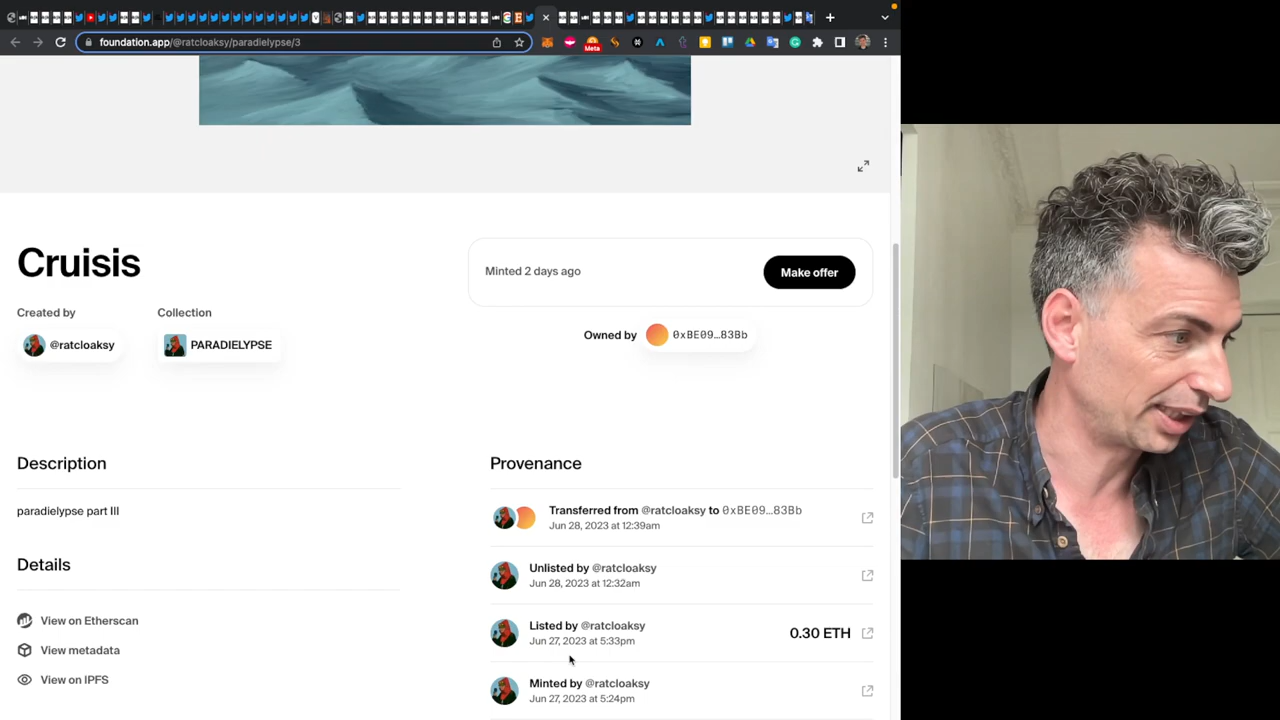 foundation.app/@ratcloaksy/paradielypse/3
Meta
Cruisis
Minted 2 days ago
Make offer
Created by
Collection
@ratcloaksy
PARADIELYPSE
Owned by
0xBE09…83Bb
Description
Provenance
paradielypse part III
Transferred from @ratcloaksy to 0xBE09…83Bb
Jun 28, 2023 at 12:39am
Details
Unlisted by @ratcloaksy
Jun 28, 2023 at 12:32am
View on Etherscan
Listed by @ratcloaksy
0.30 ETH
Jun 27, 2023 at 5:33pm
View metadata
View on IPFS
Minted by @ratcloaksy
Jun 27, 2023 at 5:24pm